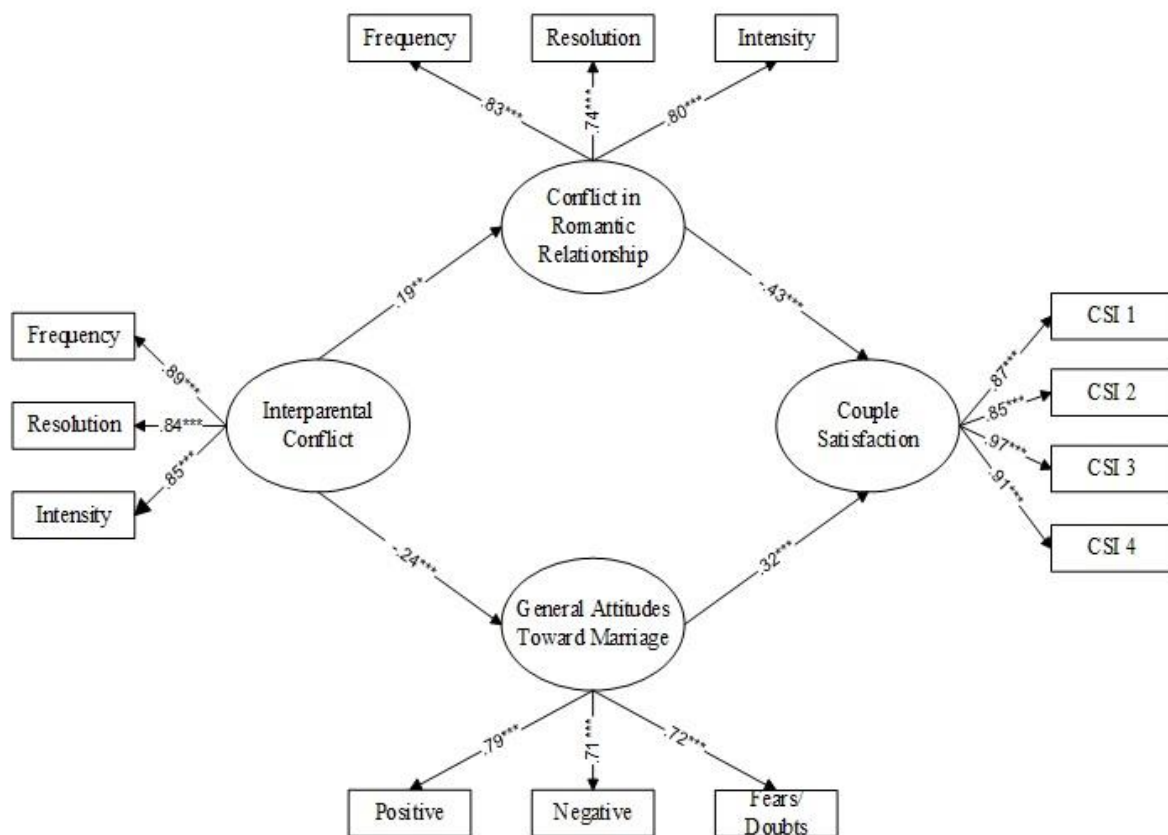 Frequency
Resolution
Intensity
.83***
.74***
.80***
Conflict in
Romantic
Relationship
.19**
-.43***
Frequency
Resolution
Intensity
.89***
.84***
.85***
Interparental
Conflict
Couple
Satisfaction
.87***
.85***
.97***
.91***
CSI 1
CSI 2
CSI 3
CSI 4
-.24***
.32***
General Attitudes
Toward Marriage
.79***
.71***
.72***
Positive
Negative
Fears/
Doubts